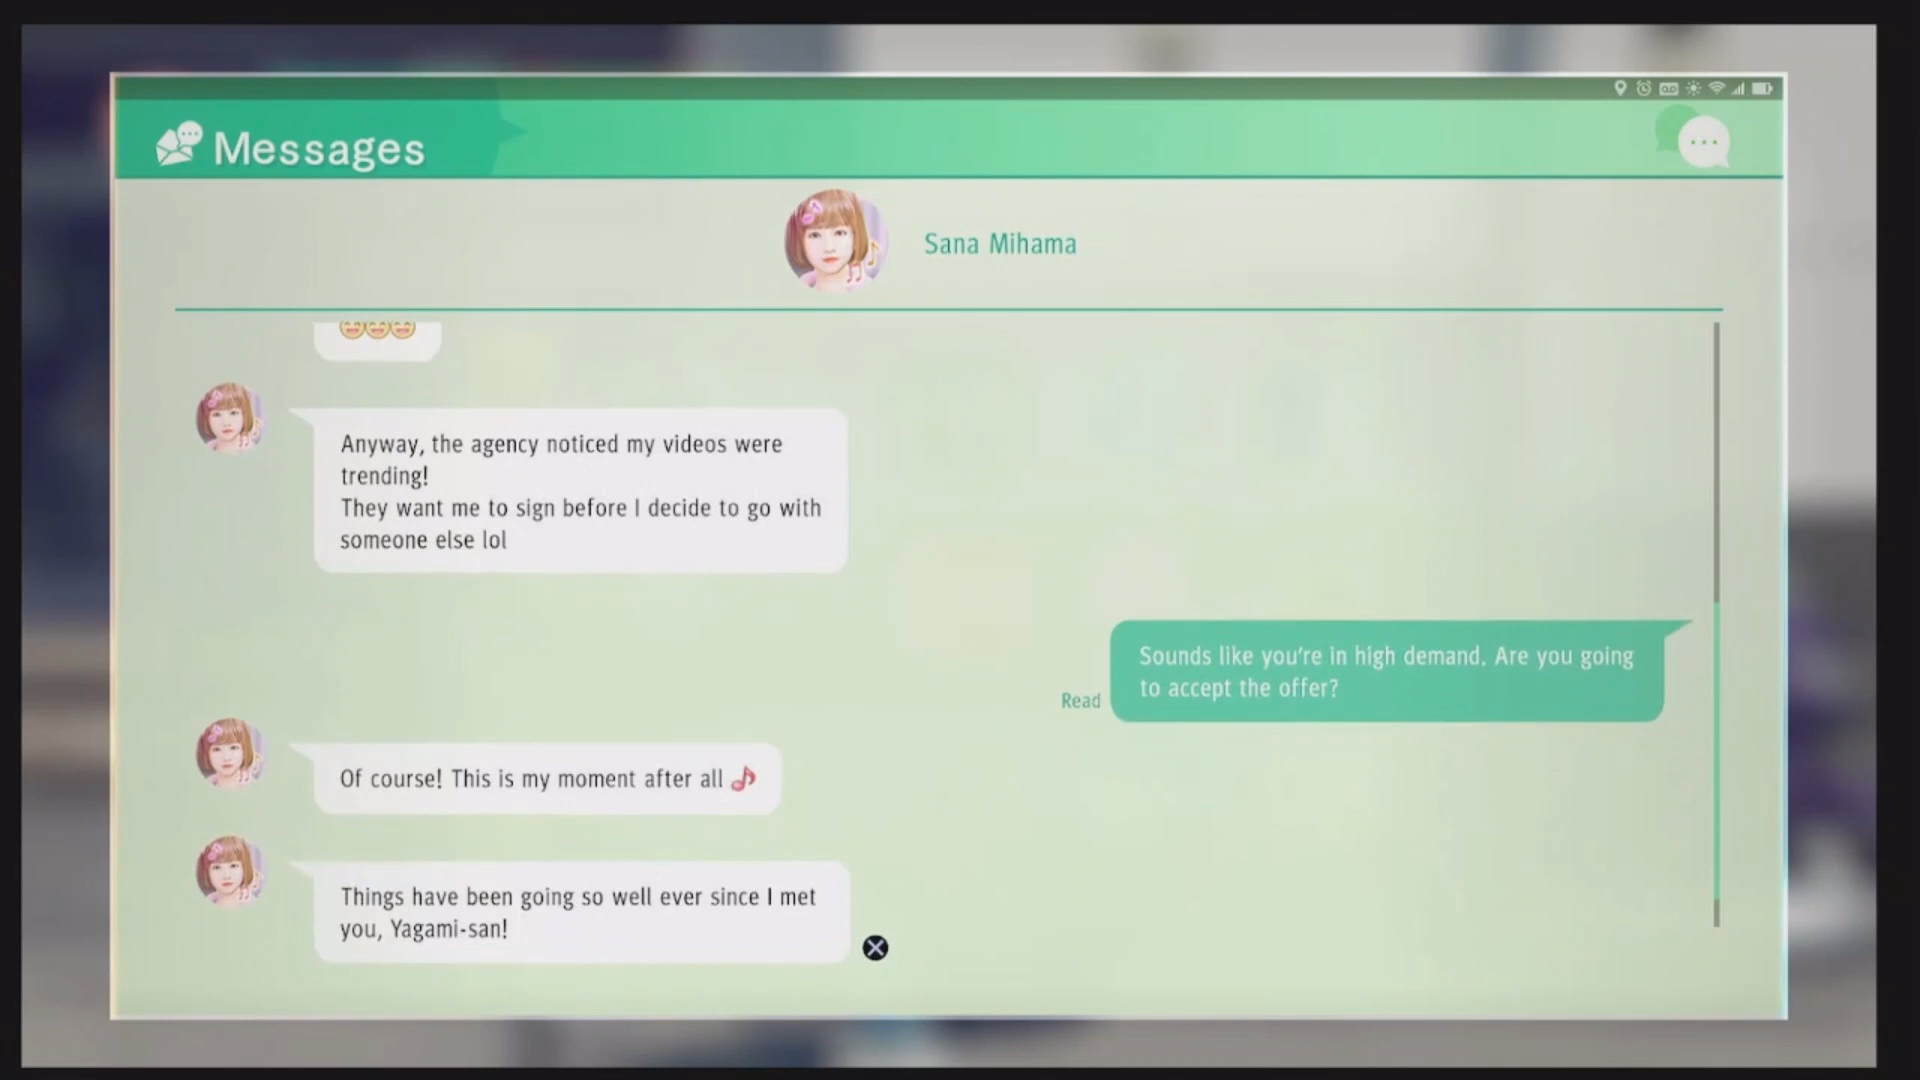 Messages
Sana Mihama
Anyway, the agency noticed my videos were
trending!
They want me to sign before I decide to go with
someone else lol
Sounds like you're in high demand. Are you going
to accept the offer?
Read
Of course! This is my moment after all
Things have been going so well ever since I met
you, Yagami-san!